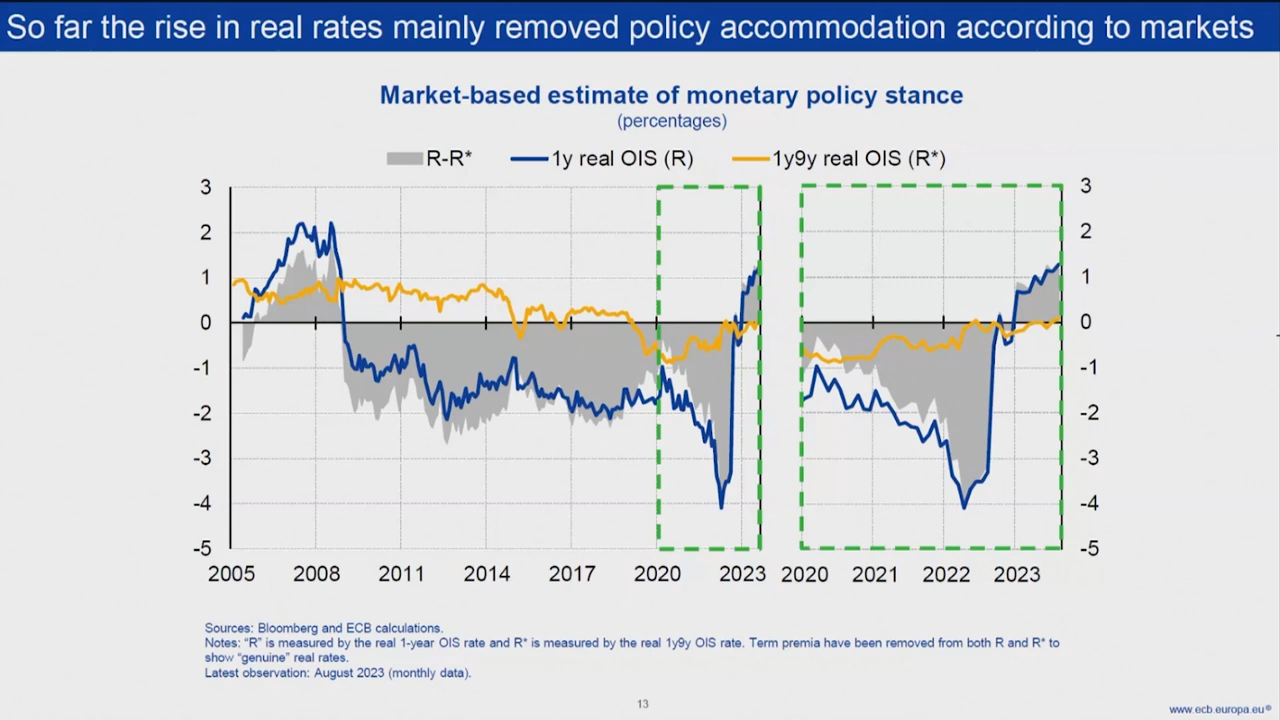 So far the rise in real rates mainly removed policy accommodation according to markets
Market-based estimate of monetary policy stance
(percentages)
R-R*
1y real OIS (R)
1y9y real OIS (R*)
3
2
1
0
-1
-2
-3
-4
-5
2005 2008 2011 2014 2017 2020 2023
3
2
1
0
-1
-2
-3
-4
-5
2020 2021 2022 2023
Sources: Bloomberg and ECB calculations.
Notes: “R” is measured by the real 1-year OIS rate and R* is measured by the real 1y9y OIS rate. Term premia have been removed from both R and R* to
show “genuine” real rates.
Latest observation: August 2023 (monthly data).
13
www.ecb.europa.eu®